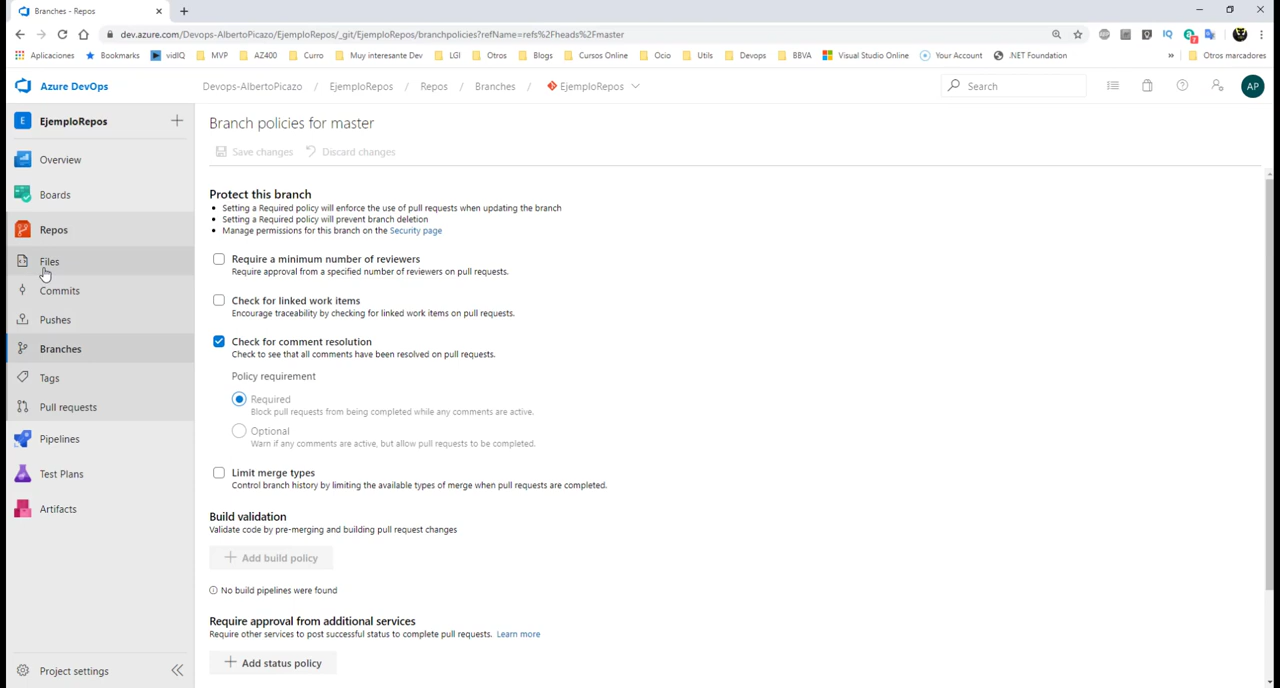 Branches - Repos
dev.azure.com/Devops-AlbertoPicazo/EjemploRepos/_git/EjemploRepos/branchpolicies?refName=refs%2Fheads%2Fmaster
Aplicaciones Bookmarks vidIQ MVP AZ400 Curro Muy interesante Dev LGI Otros Blogs Cursos Online Ocio Utils Devops BBVA Visual Studio Online Your Account .NET Foundation » Otros marcadores
Azure DevOps Devops-AlbertoPicazo / EjemploRepos / Repos / Branches / EjemploRepos Search AP
E EjemploRepos
Overview
Boards
Repos
Files
Commits
Pushes
Branches
Tags
Pull requests
Pipelines
Test Plans
Artifacts
Project settings
Branch policies for master
Save changes Discard changes
Protect this branch
• Setting a Required policy will enforce the use of pull requests when updating the branch
• Setting a Required policy will prevent branch deletion
• Manage permissions for this branch on the Security page
Require a minimum number of reviewers
Require approval from a specified number of reviewers on pull requests.
Check for linked work items
Encourage traceability by checking for linked work items on pull requests.
Check for comment resolution
Check to see that all comments have been resolved on pull requests.
Policy requirement
Required
Block pull requests from being completed while any comments are active.
Optional
Warn if any comments are active, but allow pull requests to be completed.
Limit merge types
Control branch history by limiting the available types of merge when pull requests are completed.
Build validation
Validate code by pre-merging and building pull request changes
+ Add build policy
No build pipelines were found
Require approval from additional services
Require other services to post successful status to complete pull requests. Learn more
+ Add status policy